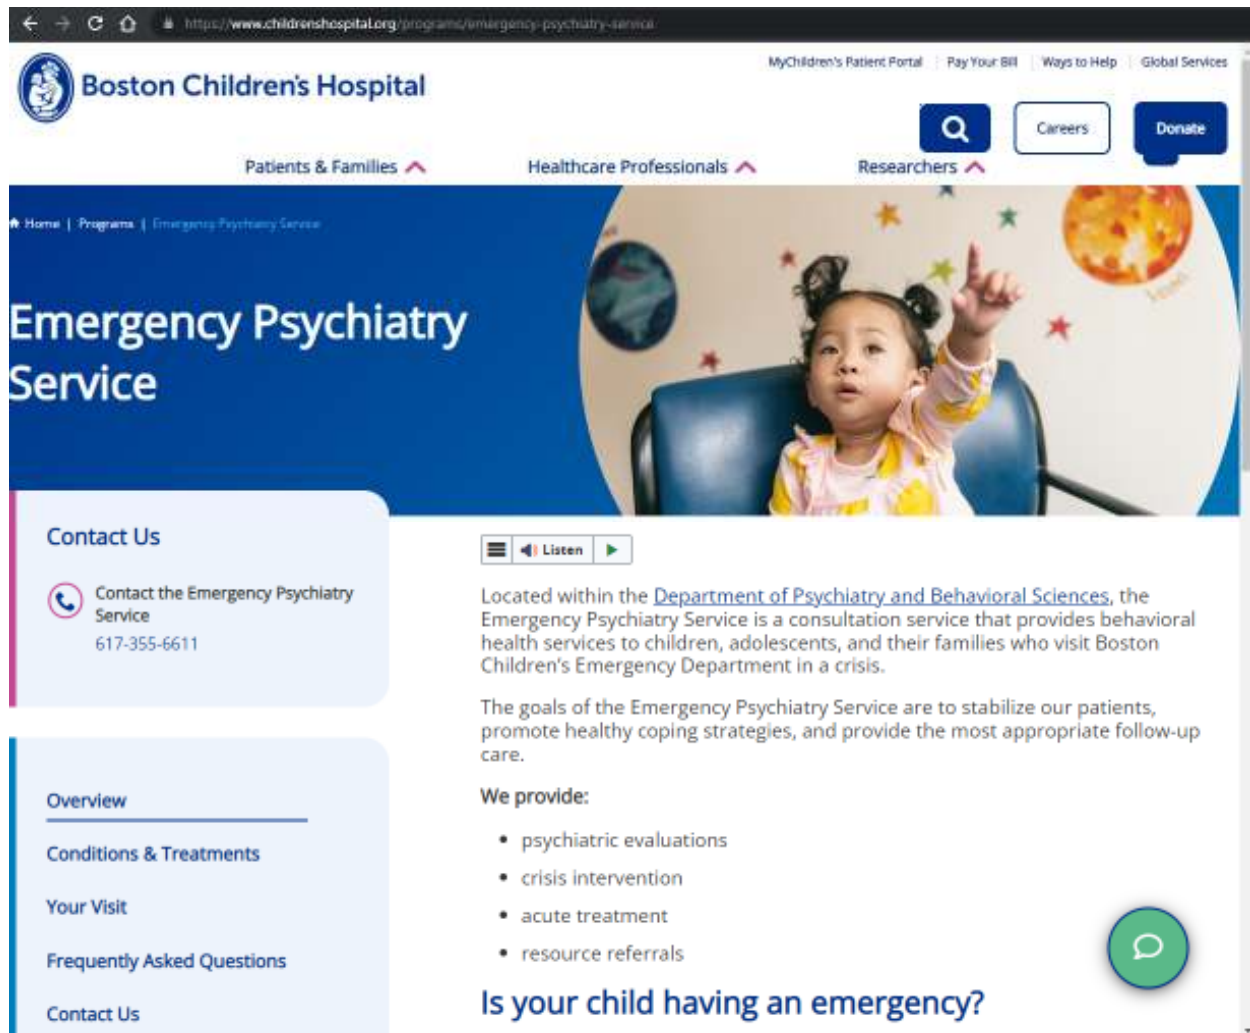 https://www.childrenshospital.org/programs/emergency-psychiatry-service
MyChildren's Patient Portal
Pay Your Bill
Ways to Help
Global Services
Boston Children's Hospital
Careers
Donate
Patients & Families
Healthcare Professionals
Researchers
Home | Programs | Emergency Psychiatry Service
Emergency Psychiatry
Service
Contact Us
Contact the Emergency Psychiatry
Service
617-355-6611
Overview
Conditions & Treatments
Your Visit
Frequently Asked Questions
Contact Us
Listen
Located within the Department of Psychiatry and Behavioral Sciences, the
Emergency Psychiatry Service is a consultation service that provides behavioral
health services to children, adolescents, and their families who visit Boston
Children's Emergency Department in a crisis.
The goals of the Emergency Psychiatry Service are to stabilize our patients,
promote healthy coping strategies, and provide the most appropriate follow-up
care.
We provide:
• psychiatric evaluations
• crisis intervention
• acute treatment
• resource referrals
Is your child having an emergency?